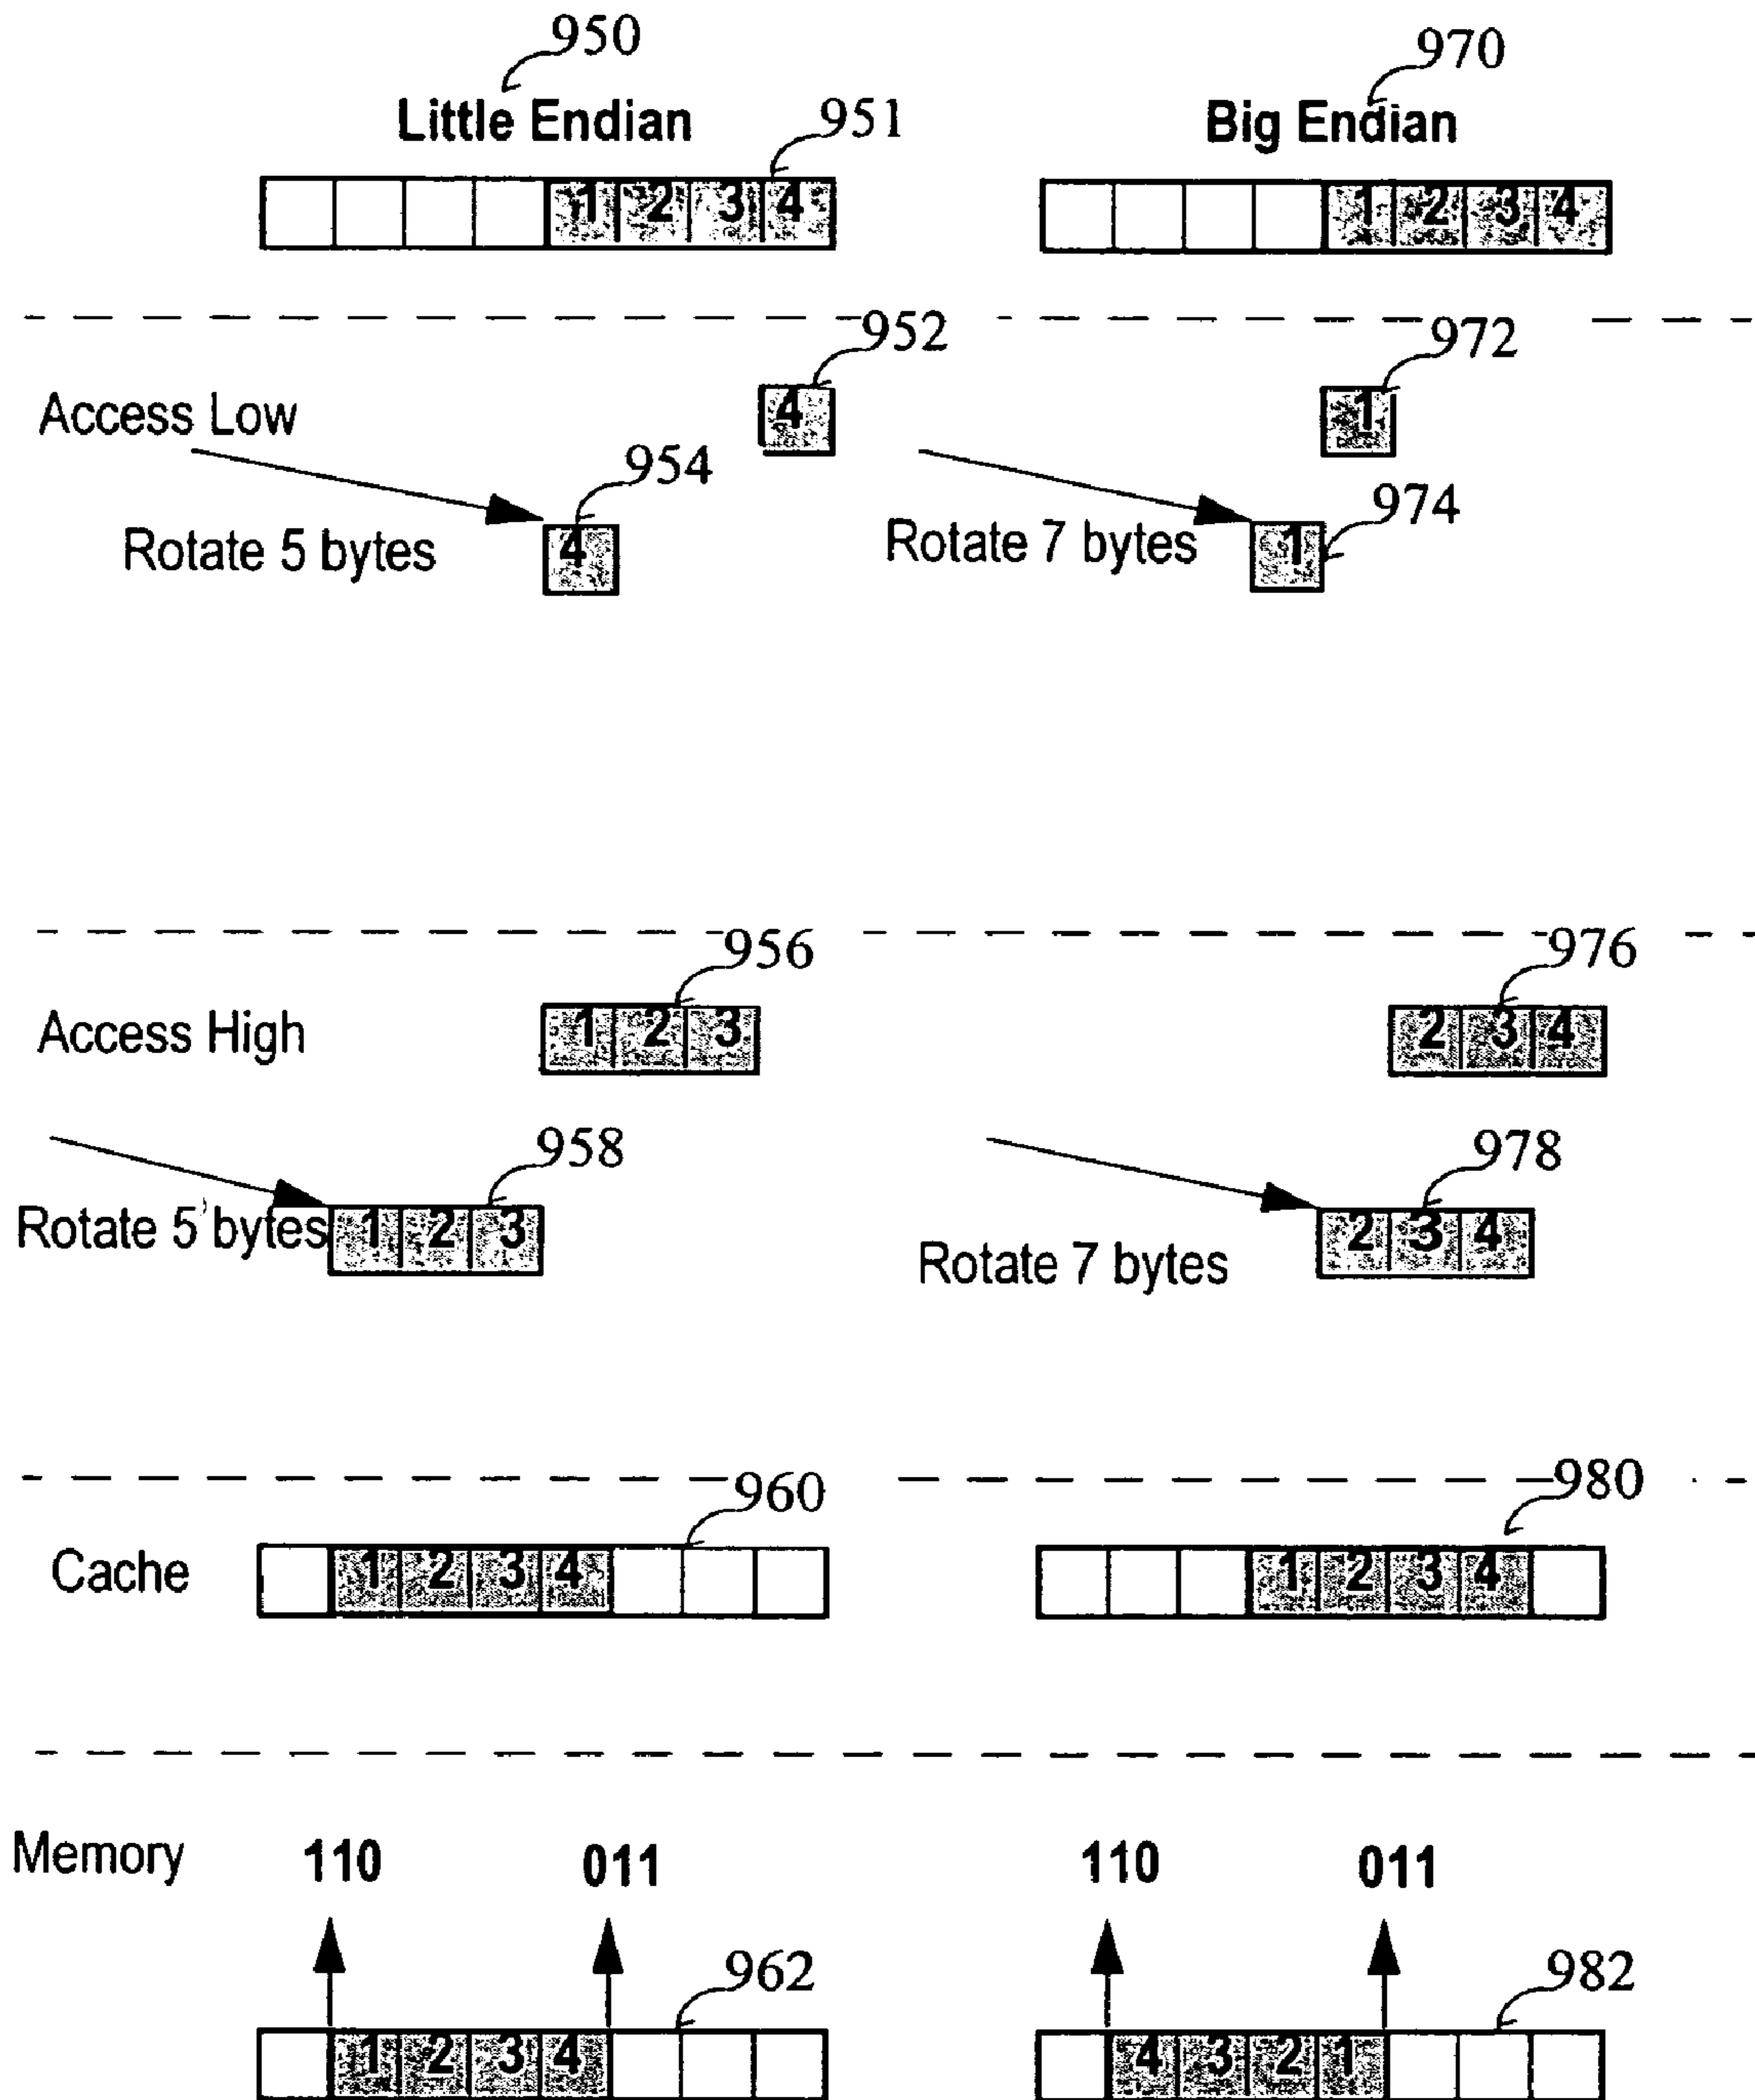 950 970
Little Endian 951 Big Endian
1 2 3 4 1 2 3 4
952 972
Access Low 4 1
954 974
Rotate 5 bytes 4 Rotate 7 bytes 1
956 976
Access High 1 2 3 2 3 4
958 978
Rotate 5 bytes 1 2 3 Rotate 7 bytes 2 3 4
960 980
Cache 1 2 3 4 1 2 3 4
Memory 110 011 110 011
962 982
1 2 3 4 4 3 2 1